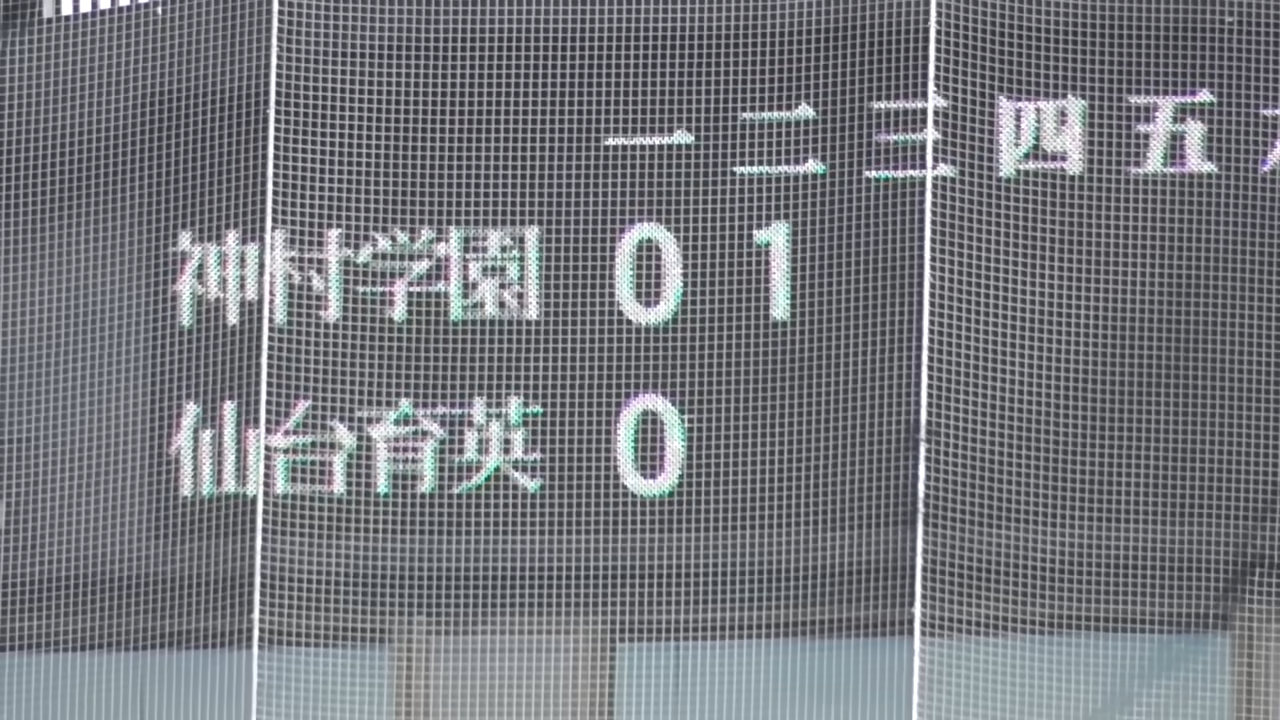 一 二 三 四 五
神村学園 0 1
仙台育英 0